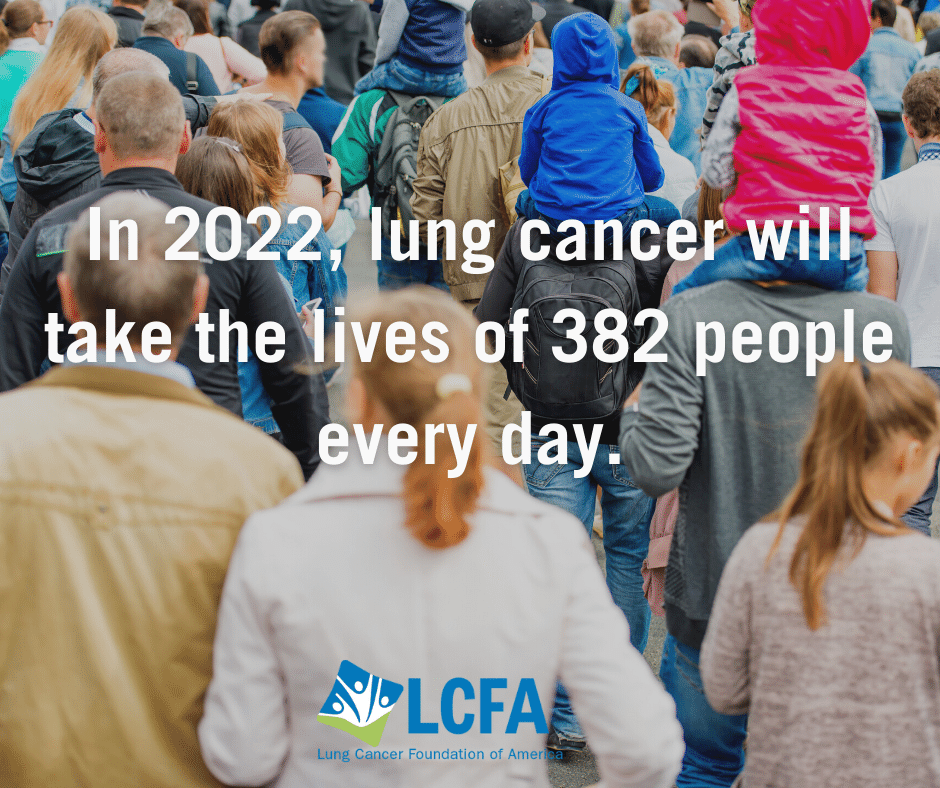 In 2022, lung cancer will
take the lives of 382 people
every day.
LCFA
Lung Cancer Foundation of America